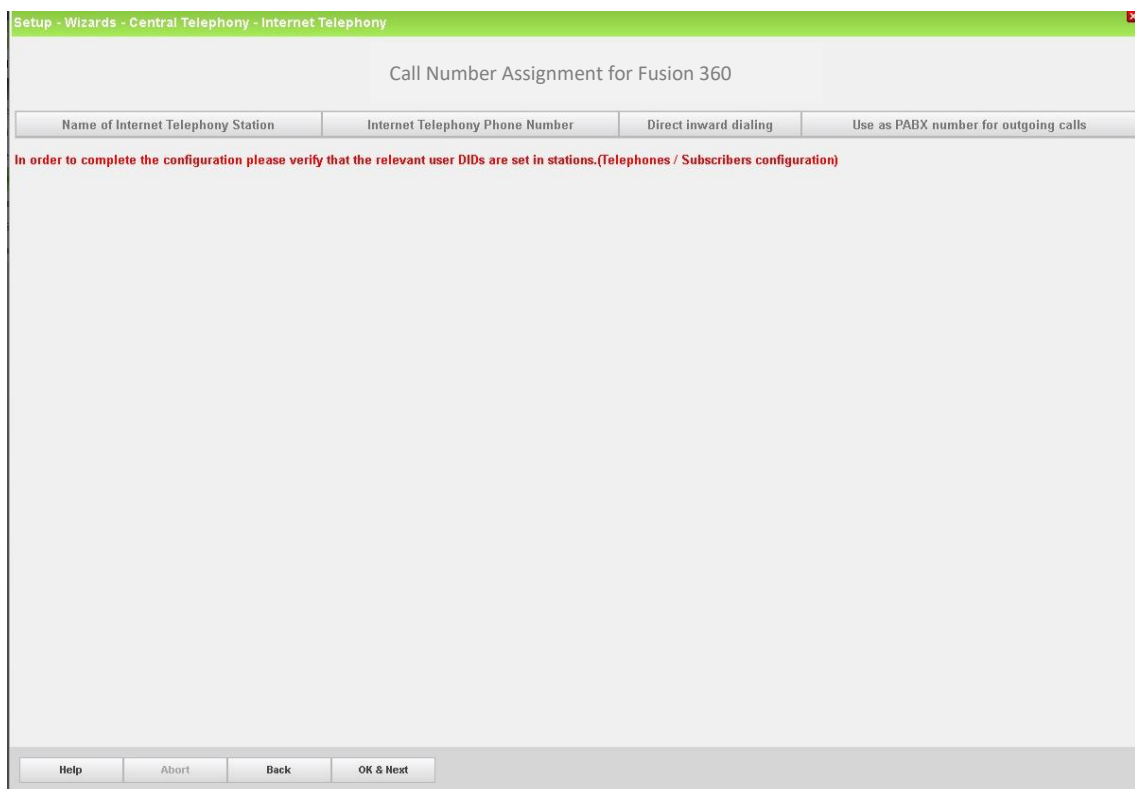 Setup - Wizards - Central Telephony - Internet Telephony
Call Number Assignment for Fusion 360
Name of Internet Telephony Station Internet Telephony Phone Number Direct inward dialing Use as PABX number for outgoing calls
In order to complete the configuration please verify that the relevant user DIDs are set in stations.(Telephones / Subscribers configuration)
Help Abort Back OK & Next